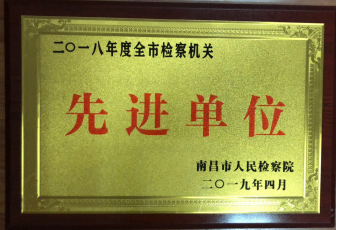 二〇一八年度全市检察机关
先进单位
南昌市人民检察院
二〇一九年四月